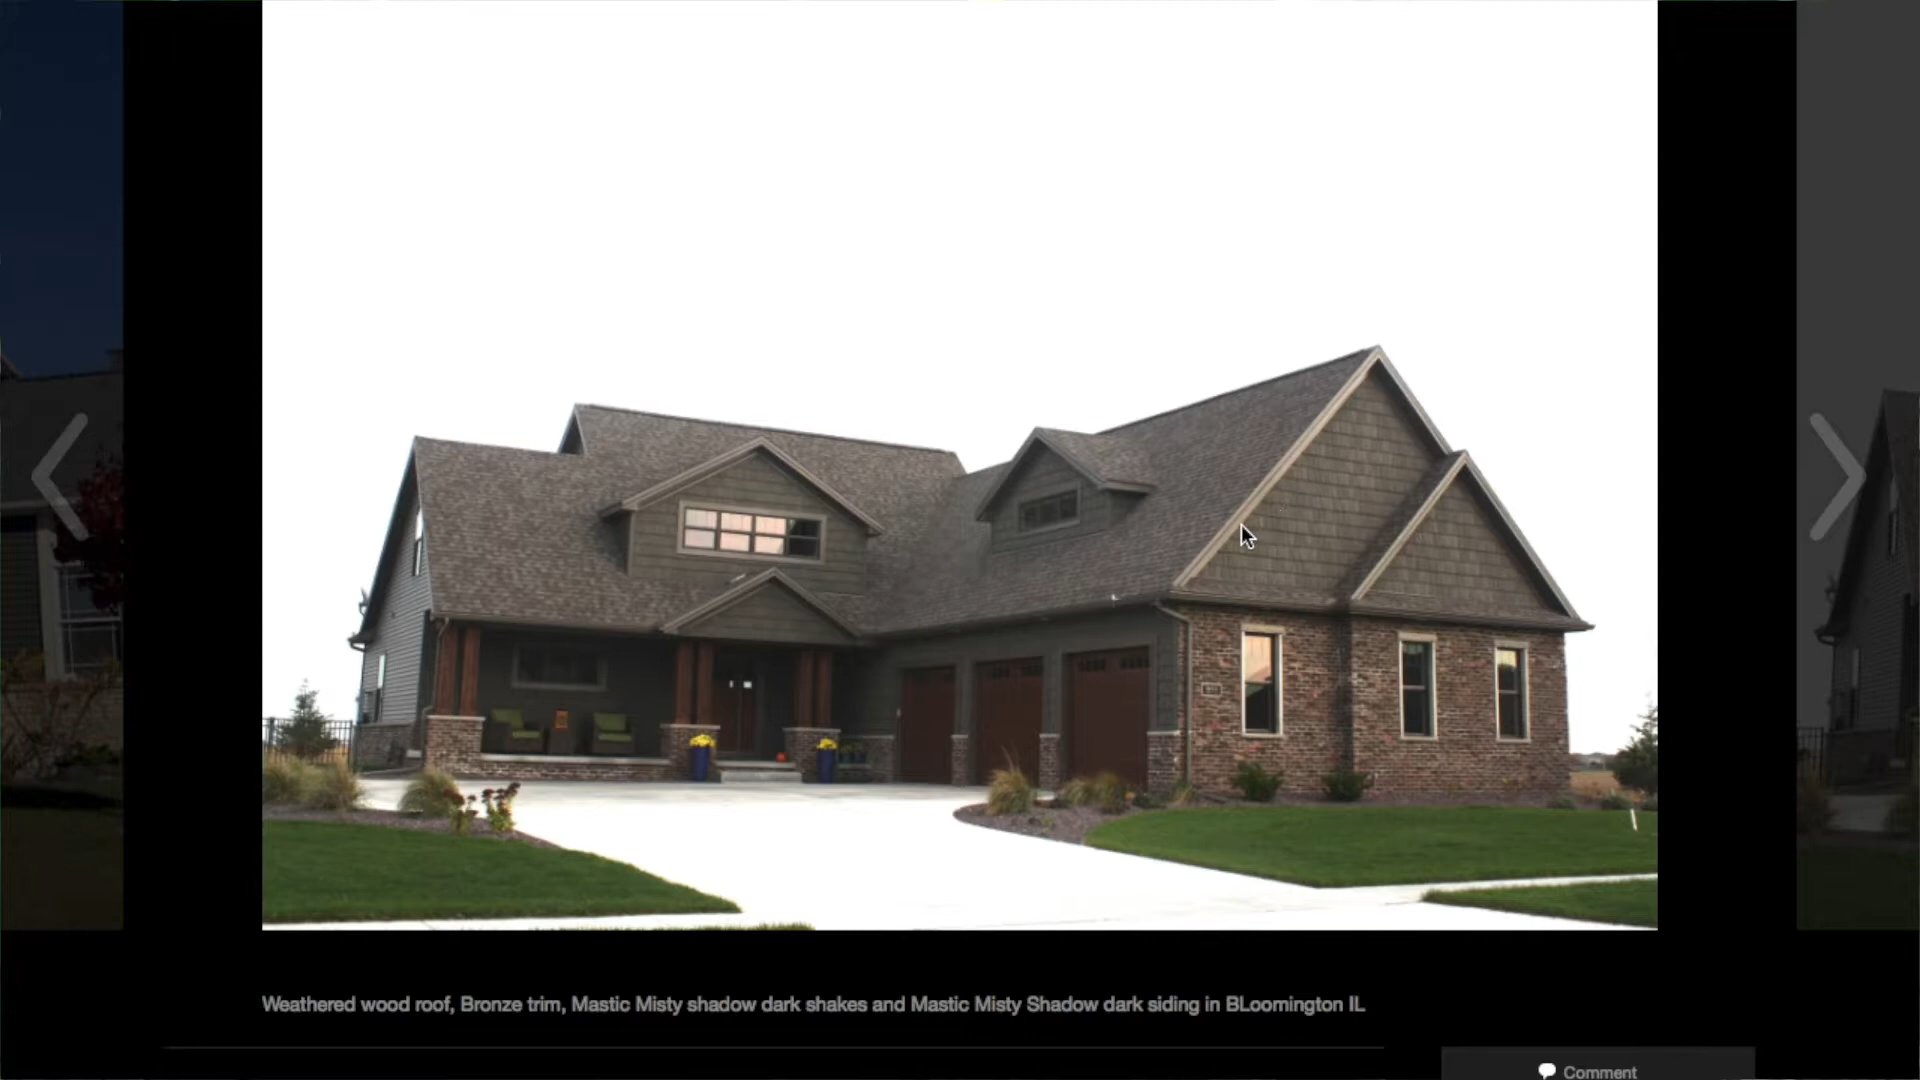 Weathered wood roof, Bronze trim, Mastic Misty shadow dark shakes and Mastic Misty Shadow dark siding in BLoomington IL
Comment